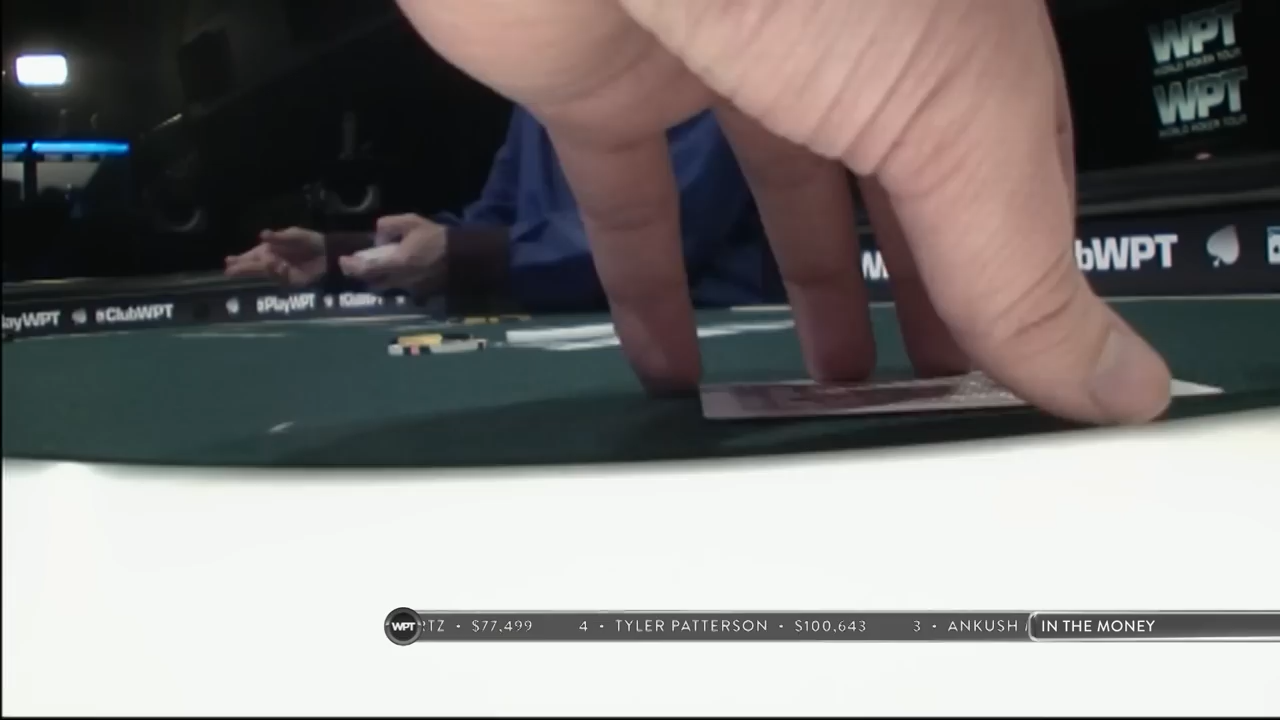 WPT
WORLD POKER TOUR
WPT
WORLD POKER TOUR
bWPT
layWPT #ClubWPT #PlayWPT
WPT RTZ • $77,499 4 • TYLER PATTERSON • $100,643 3 • ANKUSH IN THE MONEY